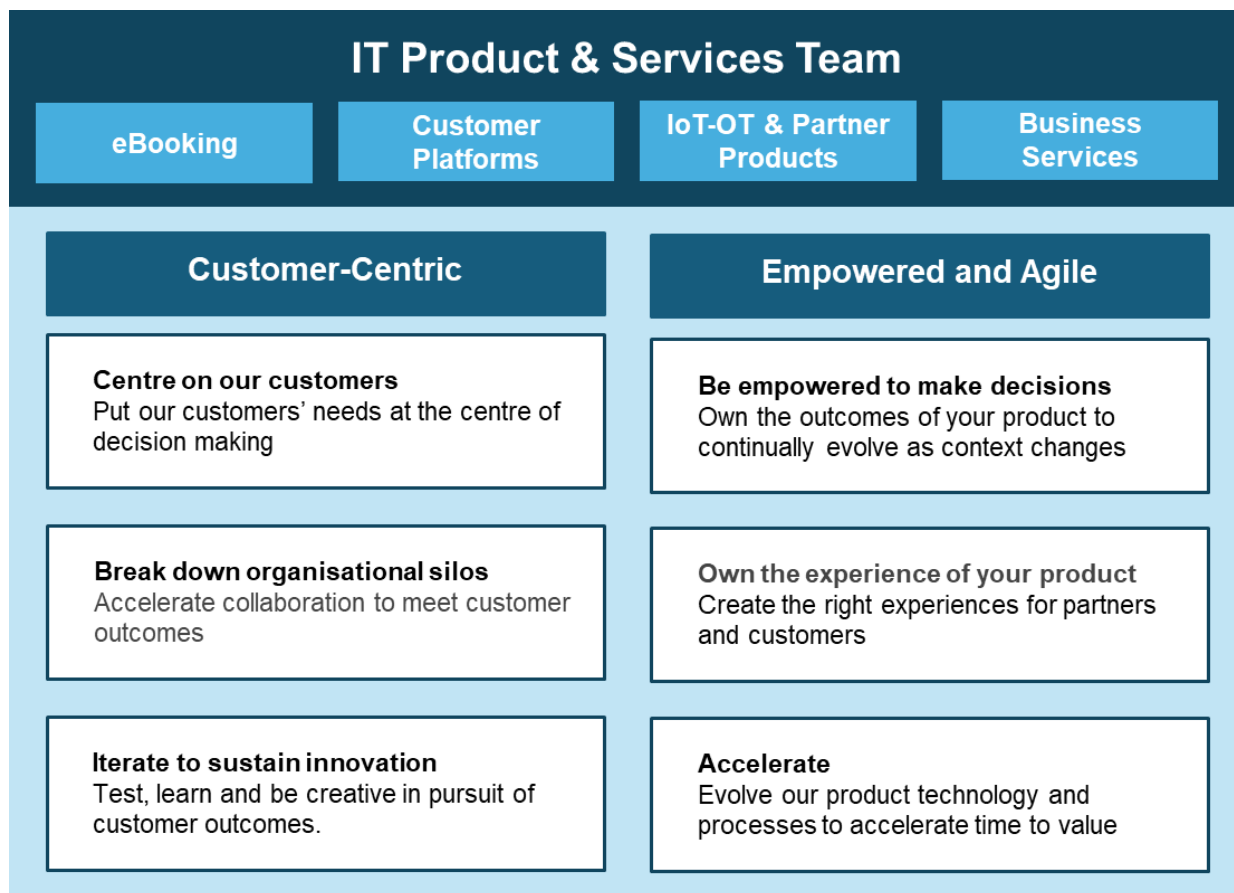 IT Product & Services Team
eBooking
Customer
Platforms
IoT-OT & Partner
Products
Business
Services
Customer-Centric
Centre on our customers
Put our customers’ needs at the centre of
decision making
Break down organisational silos
Accelerate collaboration to meet customer
outcomes
Iterate to sustain innovation
Test, learn and be creative in pursuit of
customer outcomes.
Empowered and Agile
Be empowered to make decisions
Own the outcomes of your product to
continually evolve as context changes
Own the experience of your product
Create the right experiences for partners
and customers
Accelerate
Evolve our product technology and
processes to accelerate time to value